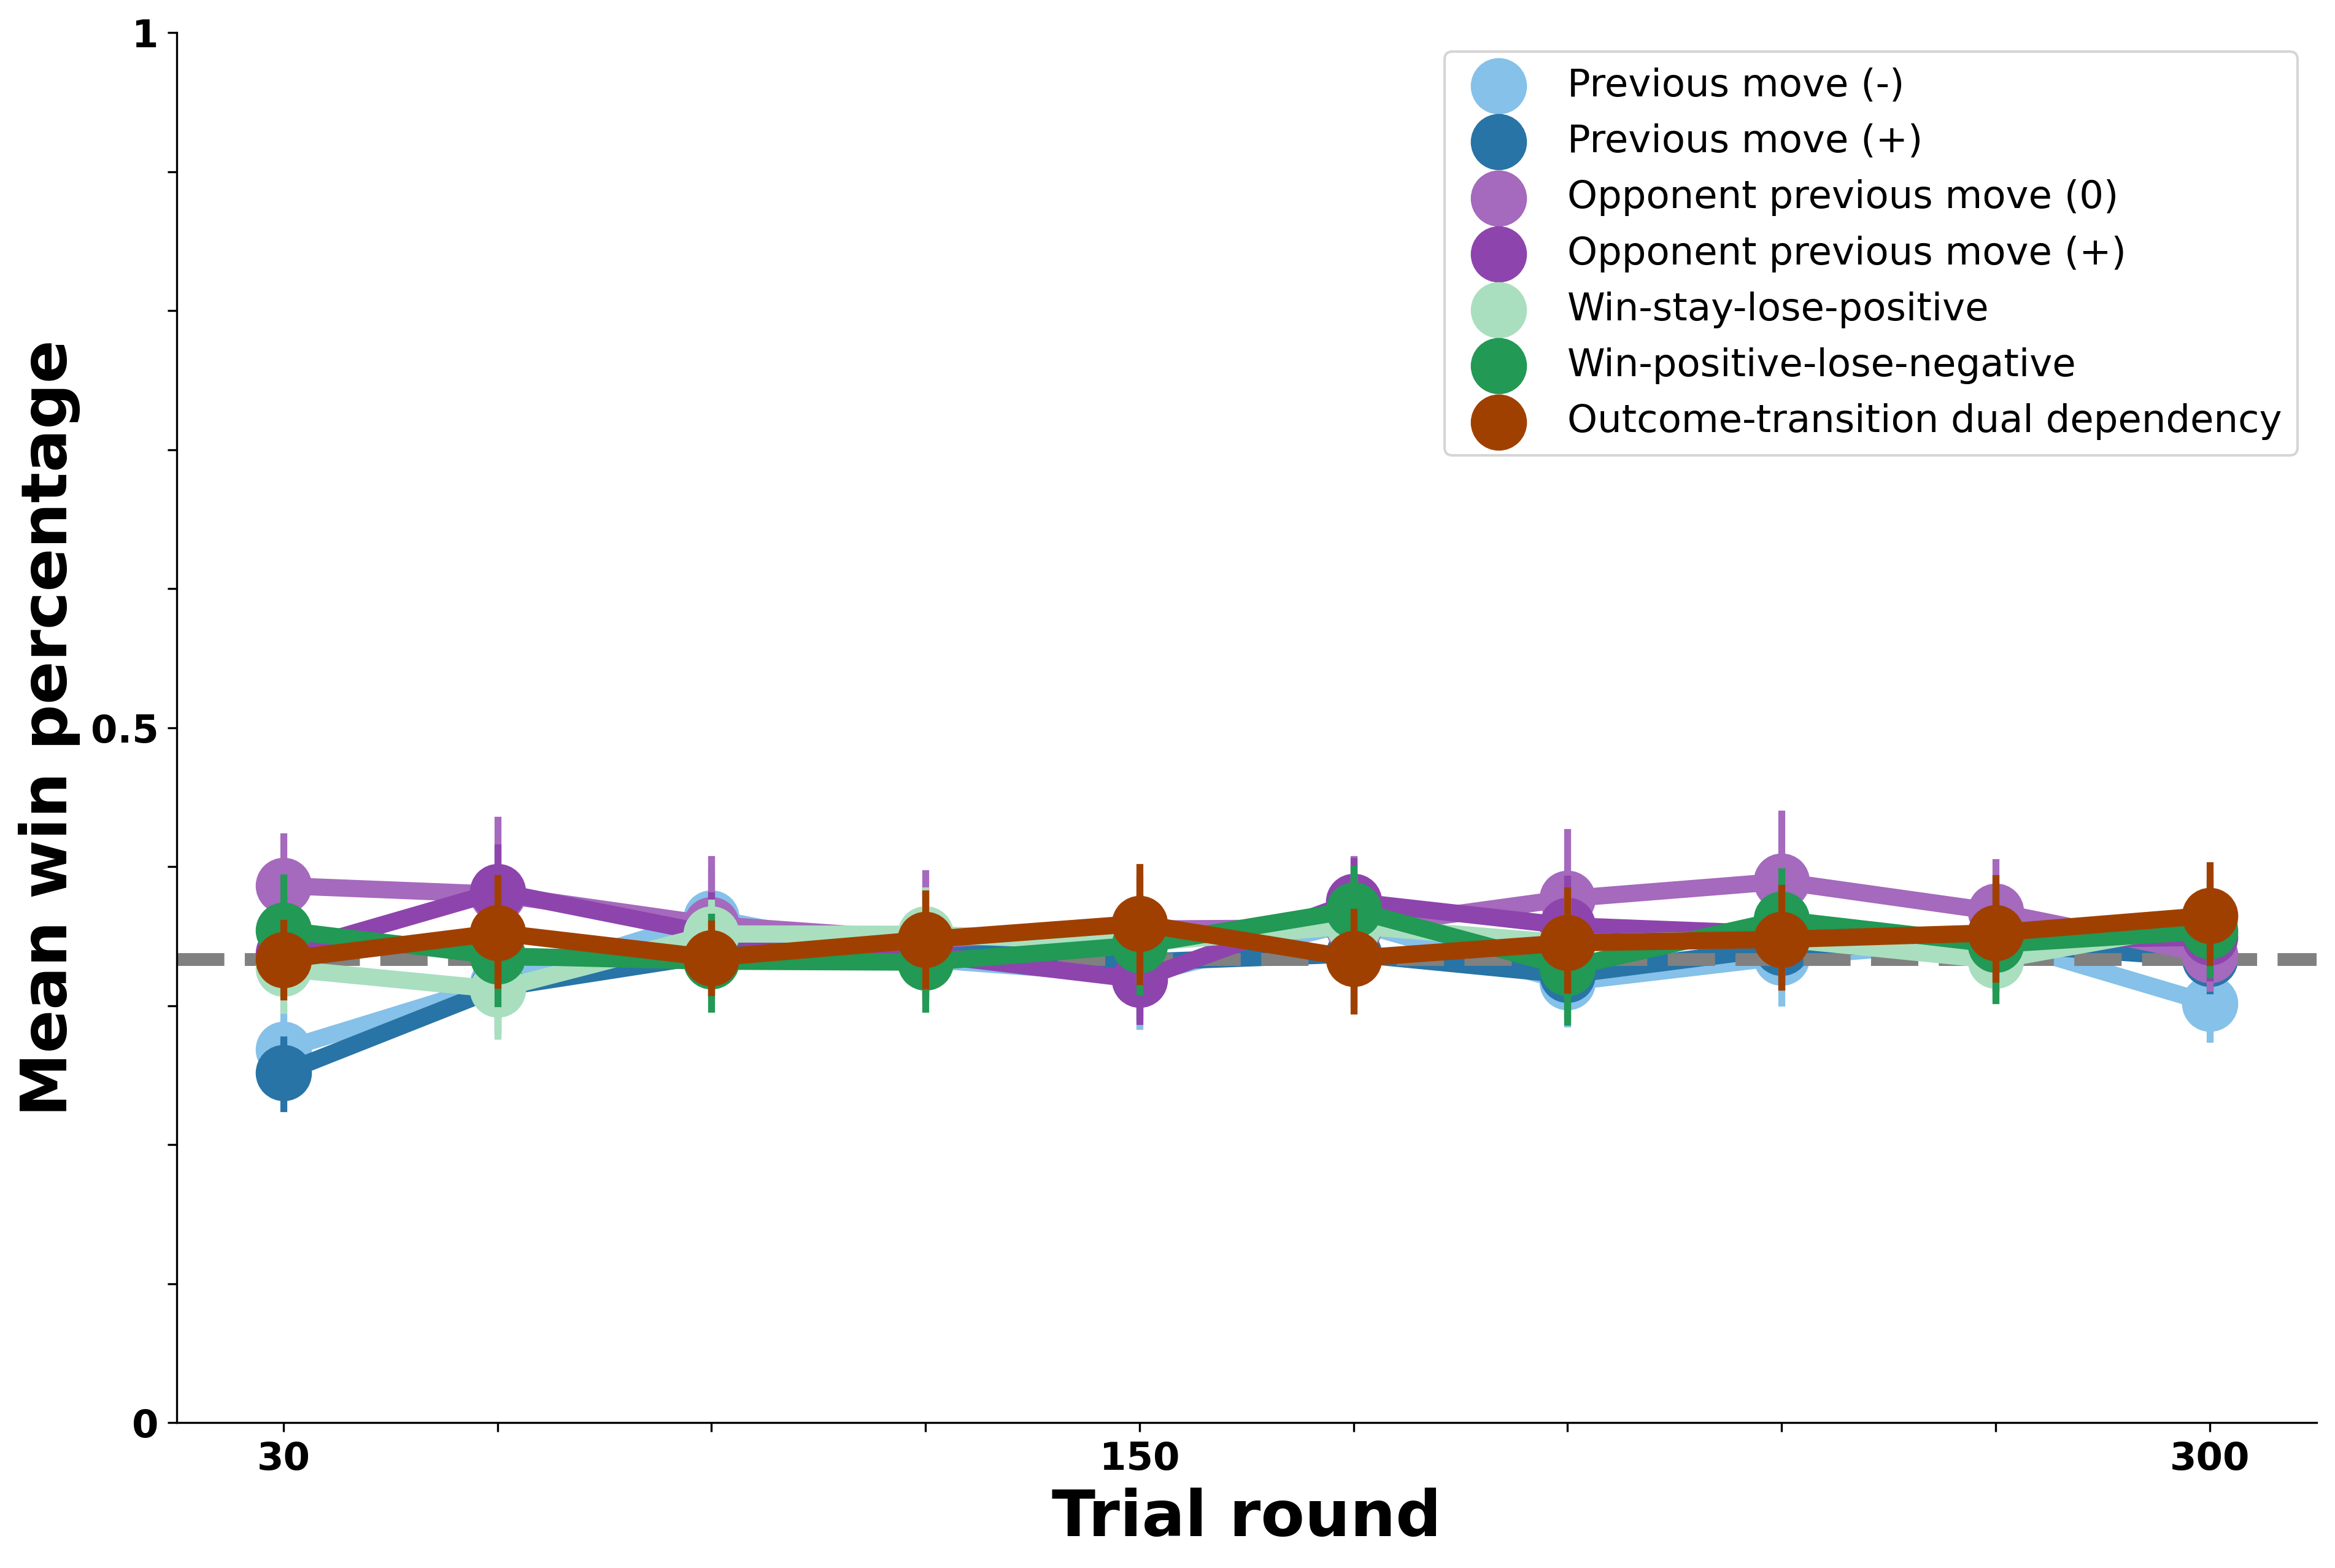 Mean win percentage
1
0.5
0
Previous move (-)
Previous move (+)
Opponent previous move (0)
Opponent previous move (+)
Win-stay-lose-positive
Win-positive-lose-negative
Outcome-transition dual dependency
30
150
300
Trial round